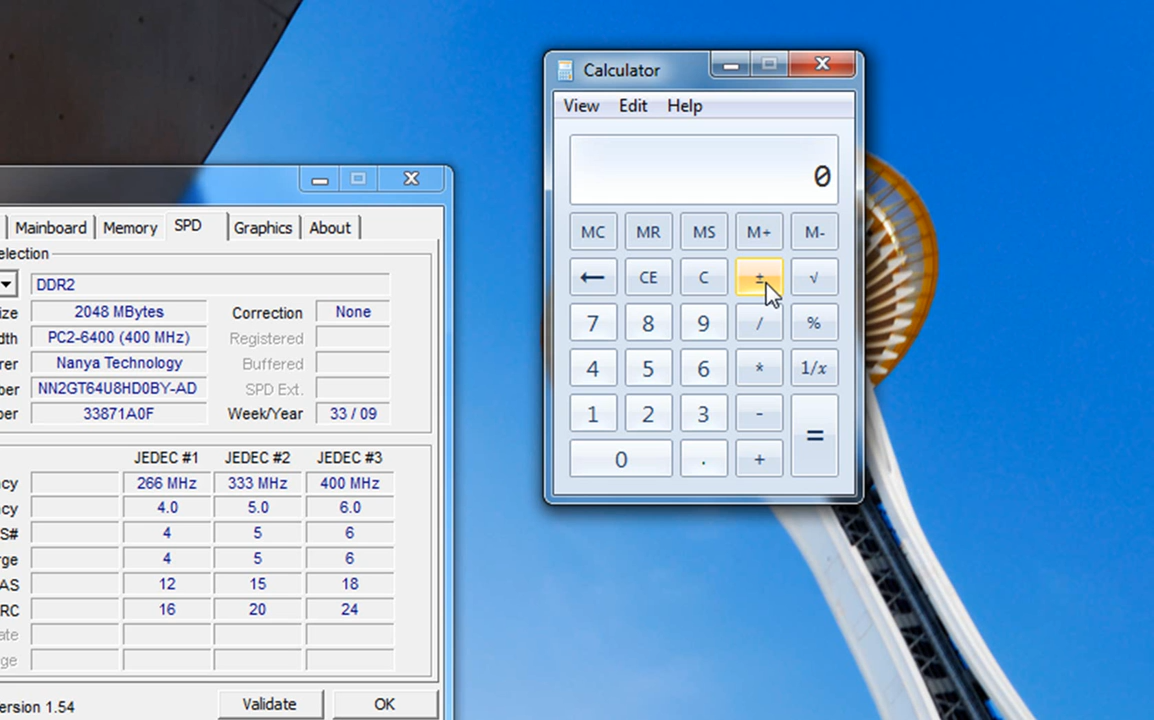 Mainboard Memory SPD Graphics About
election
DDR2
ize 2048 MBytes Correction None
dth PC2-6400 (400 MHz) Registered
rer Nanya Technology Buffered
ber NN2GT64U8HD0BY-AD SPD Ext.
ber 33871A0F Week/Year 33 / 09
JEDEC #1 JEDEC #2 JEDEC #3
cy 266 MHz 333 MHz 400 MHz
cy 4.0 5.0 6.0
S# 4 5 6
rge 4 5 6
AS 12 15 18
RC 16 20 24
ate
ge
ersion 1.54 Validate OK
Calculator
View Edit Help
0
MC MR MS M+ M-
← CE C ± √
7 8 9 / %
4 5 6 * 1/x
1 2 3 - =
0 . +